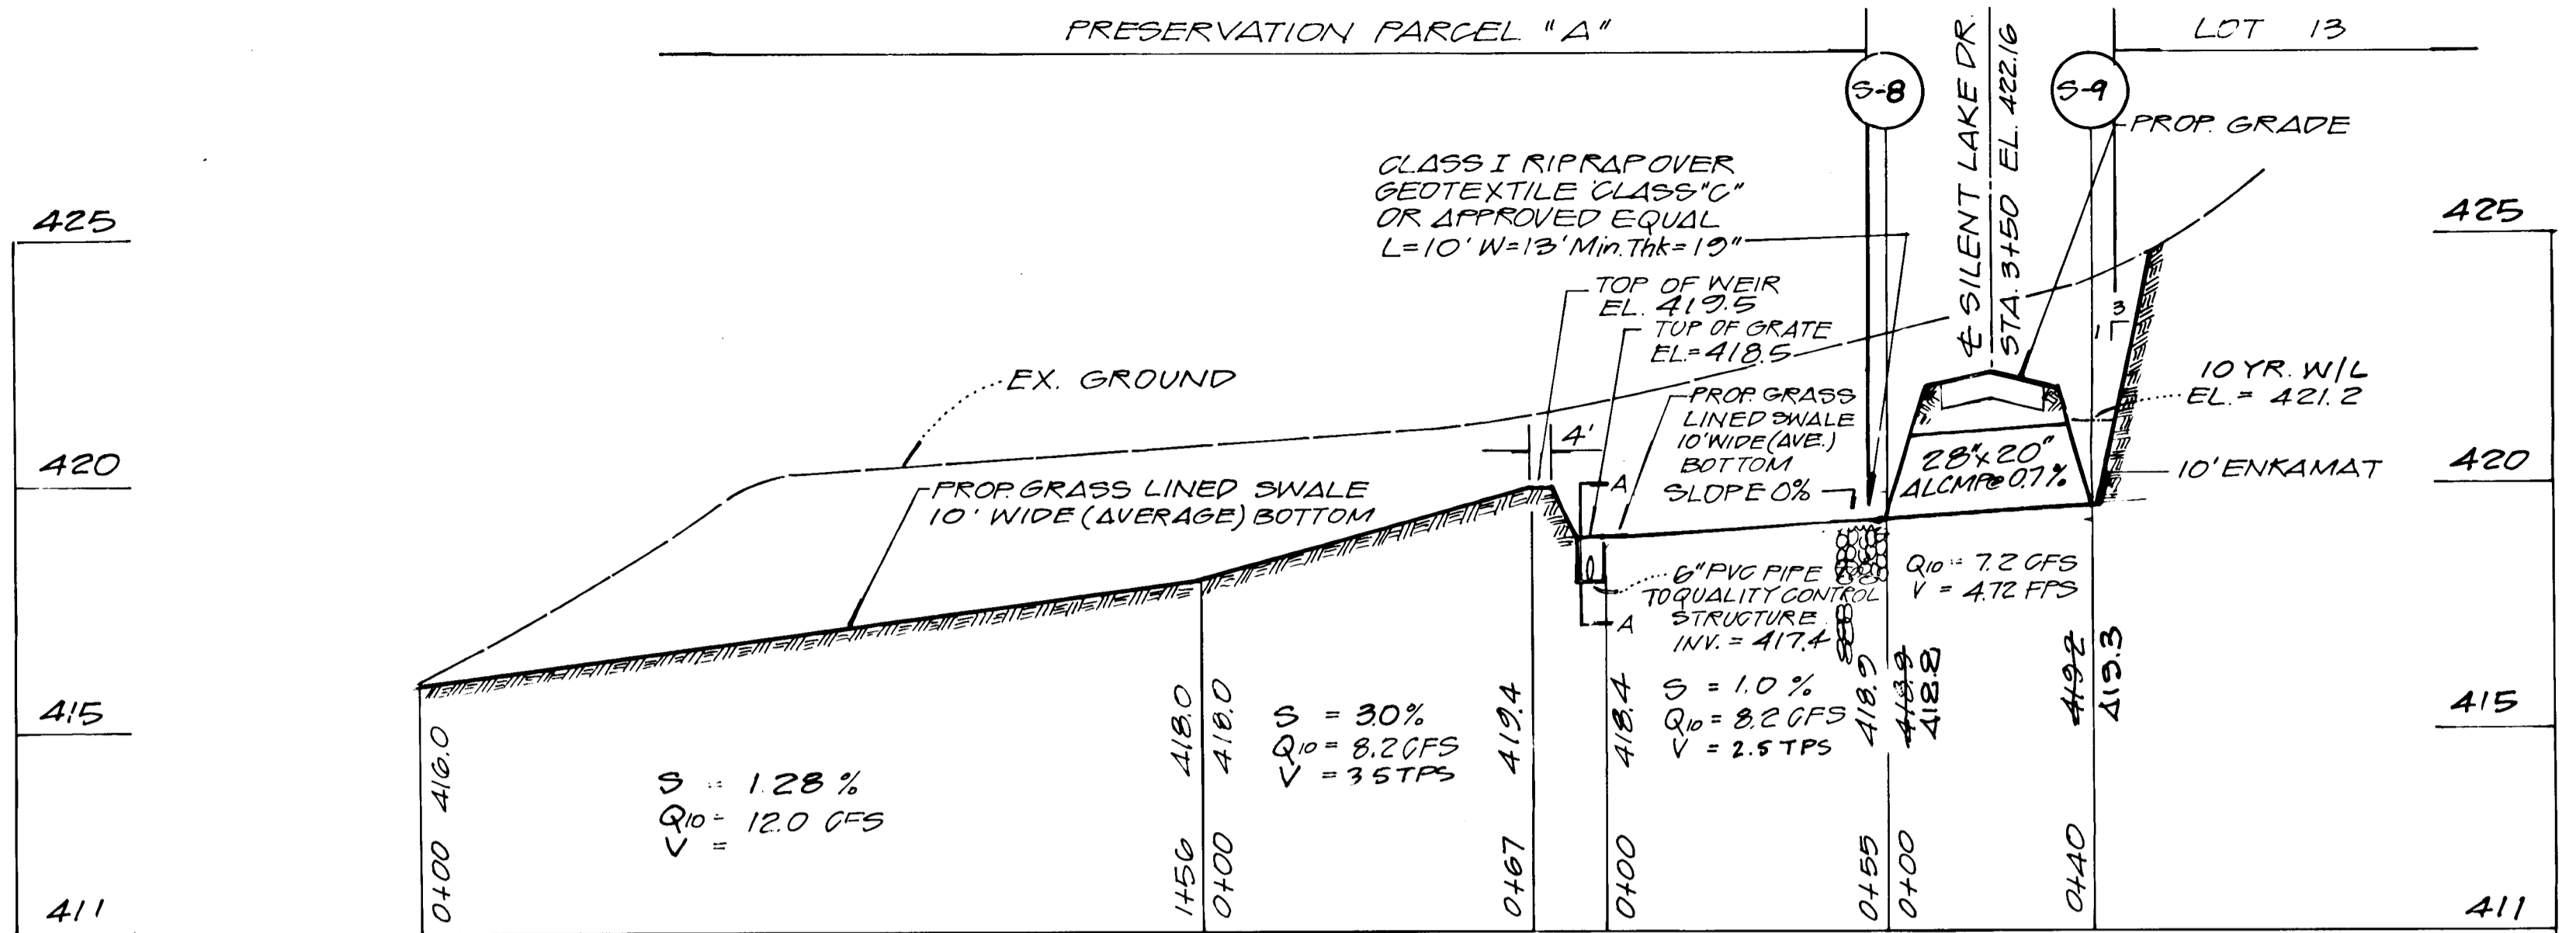 PRESERVATION PARCEL "A"
LOT 13
S-8
₵ SILENT LAKE DR.
STA. 3+50 EL. 422.16
S-9
PROP. GRADE
CLASS I RIPRAP OVER
GEOTEXTILE CLASS "C"
OR APPROVED EQUAL
L=10' W=13' Min. Thk=19"
425
425
TOP OF WEIR
EL. 419.5
TOP OF GRATE
EL.=418.5
1
3
EX. GROUND
10 YR. W/L
EL. = 421.2
PROP. GRASS
LINED SWALE
10' WIDE (AVE.)
BOTTOM
SLOPE 0%
4'
420
420
28"x20"
ALCMP@0.7%
10' ENKAMAT
PROP. GRASS LINED SWALE
10' WIDE (AVERAGE) BOTTOM
A
A
6" PVC PIPE
TO QUALITY CONTROL
STRUCTURE
INV. = 417.4
Q10 = 7.2 CFS
V = 4.72 FPS
415
415
416.0
418.0
418.0
419.4
418.4
418.9
418.9
418.8
419.2
419.3
S = 1.28 %
Q10 = 12.0 CFS
V =
S = 3.0%
Q10 = 8.2 CFS
V = 3.5 TPS
S = 1.0 %
Q10 = 8.2 CFS
V = 2.5 TPS
0+00
1+56
0+00
0+67
0+00
0+55
0+00
0+40
411
411